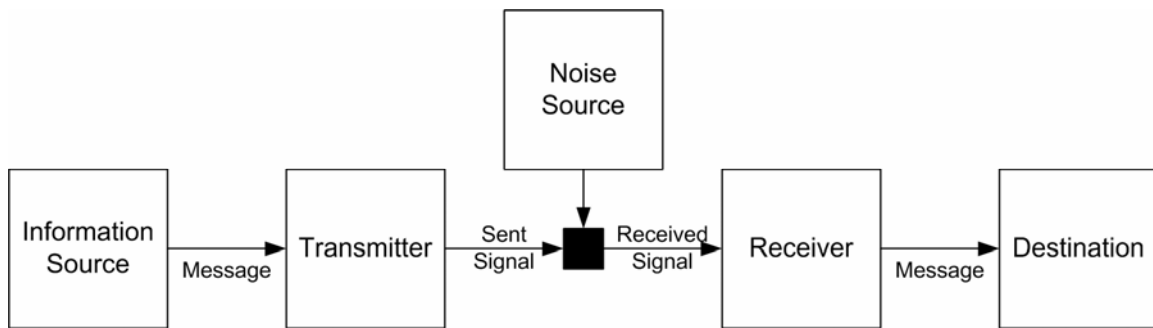 Noise
Source
Information
Source
Message
Transmitter
Sent
Signal
Received
Signal
Receiver
Message
Destination